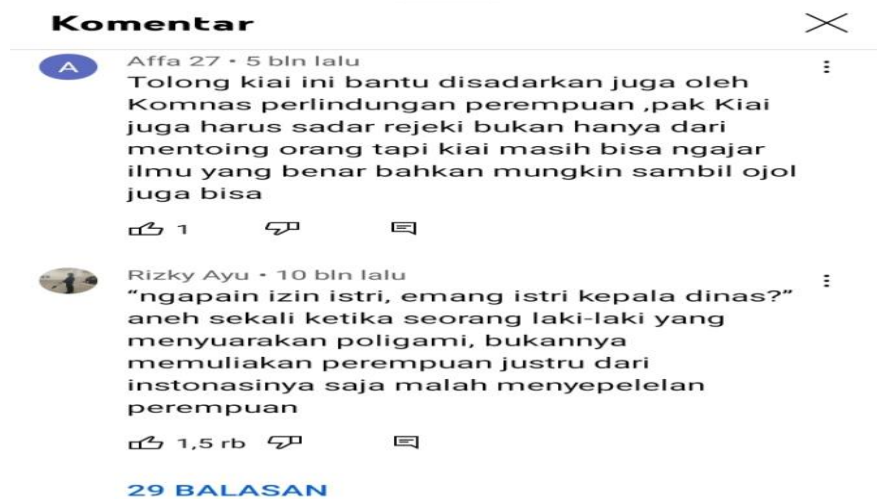 Komentar
A
Affa 27 • 5 bln lalu
Tolong kiai ini bantu disadarkan juga oleh
Komnas perlindungan perempuan ,pak Kiai
juga harus sadar rejeki bukan hanya dari
mentoing orang tapi kiai masih bisa ngajar
ilmu yang benar bahkan mungkin sambil ojol
juga bisa
1
Rizky Ayu • 10 bln lalu
“ngapain izin istri, emang istri kepala dinas?”
aneh sekali ketika seorang laki-laki yang
menyuarakan poligami, bukannya
memuliakan perempuan justru dari
instonasinya saja malah menyepelelan
perempuan
1,5 rb
29 BALASAN